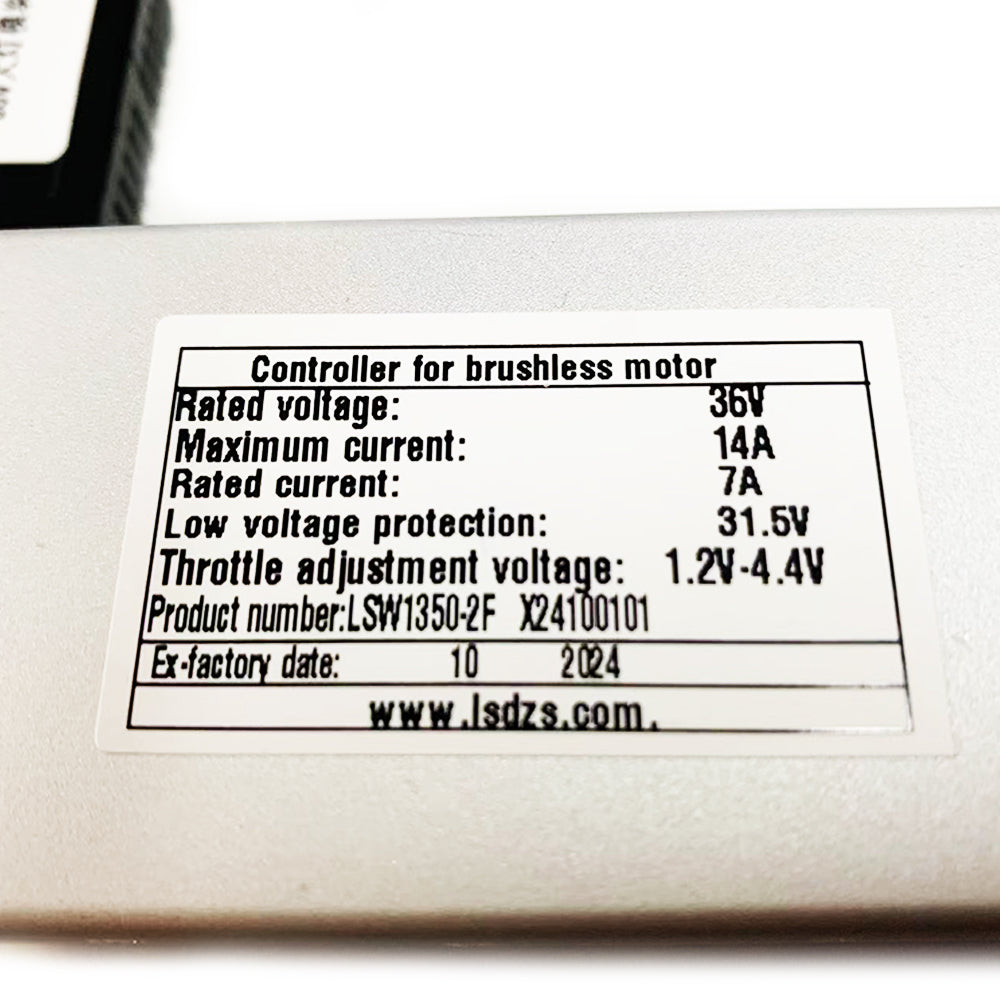 Controller for brushless motor
Rated voltage: 36V
Maximum current: 14A
Rated current: 7A
Low voltage protection: 31.5V
Throttle adjustment voltage: 1.2V-4.4V
Product number:LSW1350-2F X24100101
Ex-factory date: 10 2024
www.lsdzs.com.